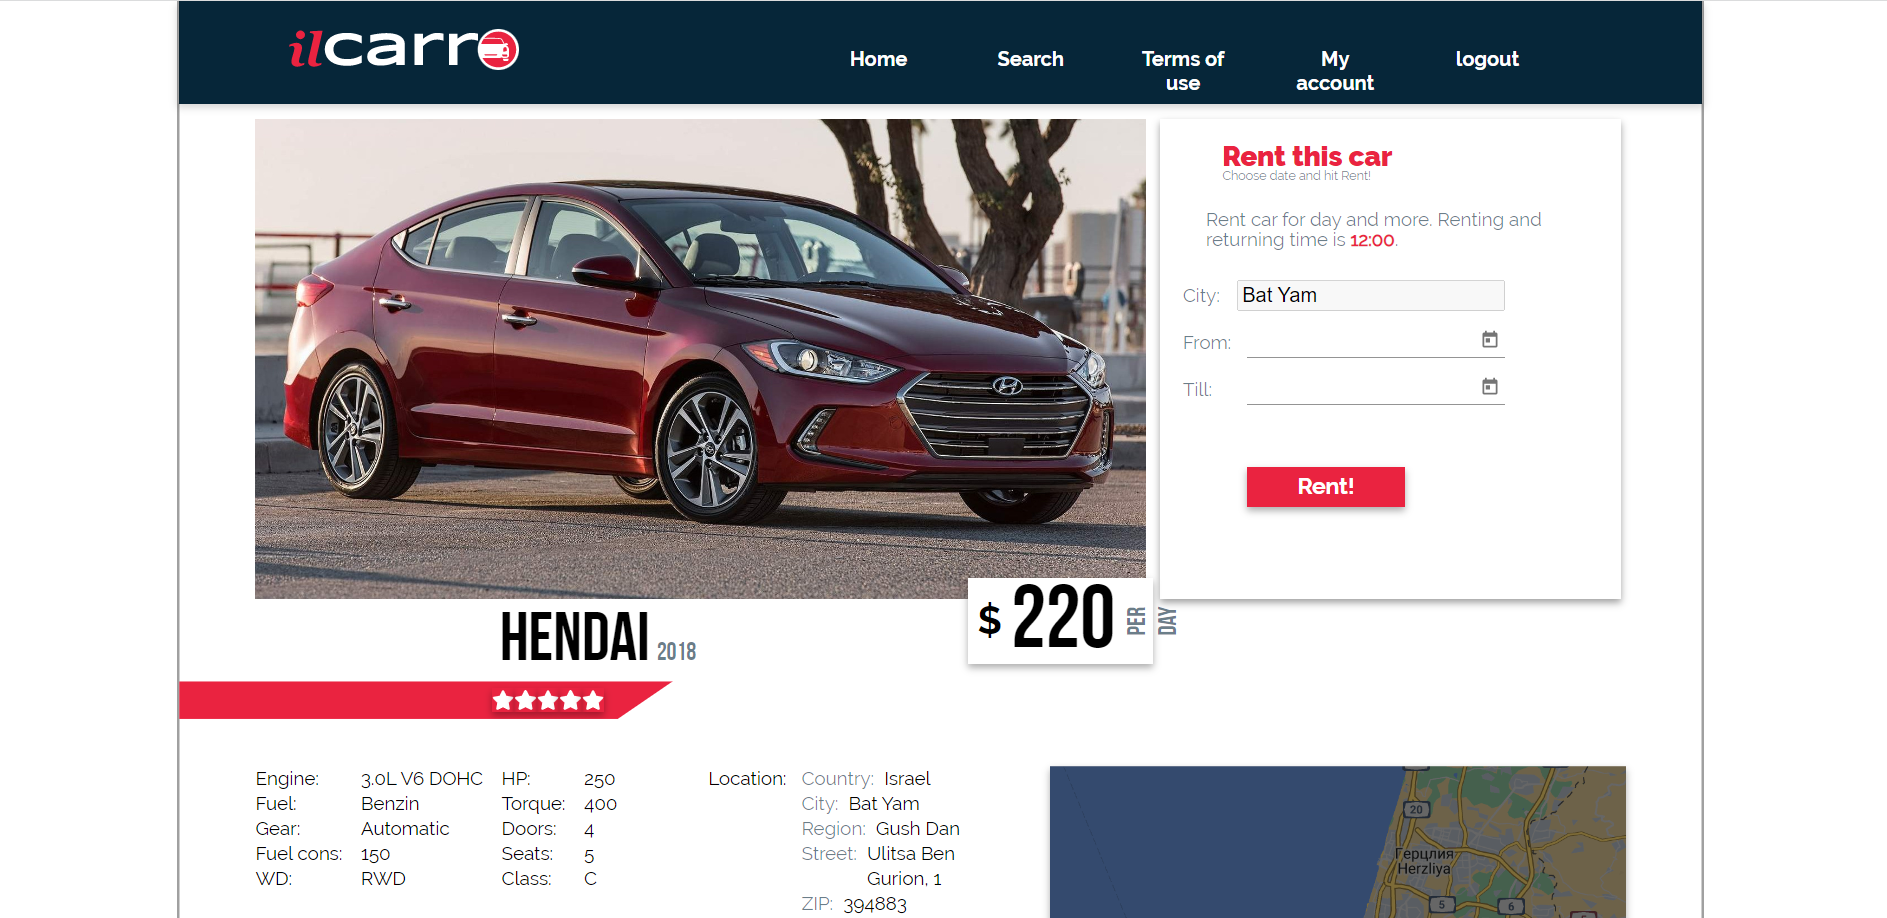 ilcarro
Home
Search
Terms of
use
My
account
logout
Rent this car
Choose date and hit Rent!
Rent car for day and more. Renting and
returning time is 12:00.
City: Bat Yam
From:
Till:
Rent!
$ 220 PER DAY
HENDAI 2018
Engine: 3.0L V6 DOHC
Fuel: Benzin
Gear: Automatic
Fuel cons: 150
WD: RWD
HP: 250
Torque: 400
Doors: 4
Seats: 5
Class: C
Location: Country: Israel
City: Bat Yam
Region: Gush Dan
Street: Ulitsa Ben
Gurion, 1
ZIP: 394883
20
Герцлия
Herzliya
5
6